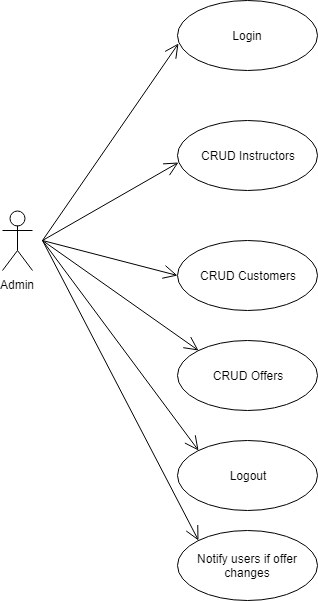 Login
CRUD Instructors
Admin
CRUD Customers
CRUD Offers
Logout
Notify users if offer
changes